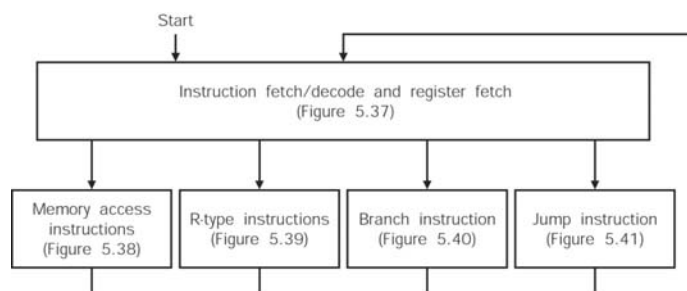 Start
Instruction fetch/decode and register fetch
(Figure 5.37)
Memory access
instructions
(Figure 5.38)
R-type instructions
(Figure 5.39)
Branch instruction
(Figure 5.40)
Jump instruction
(Figure 5.41)